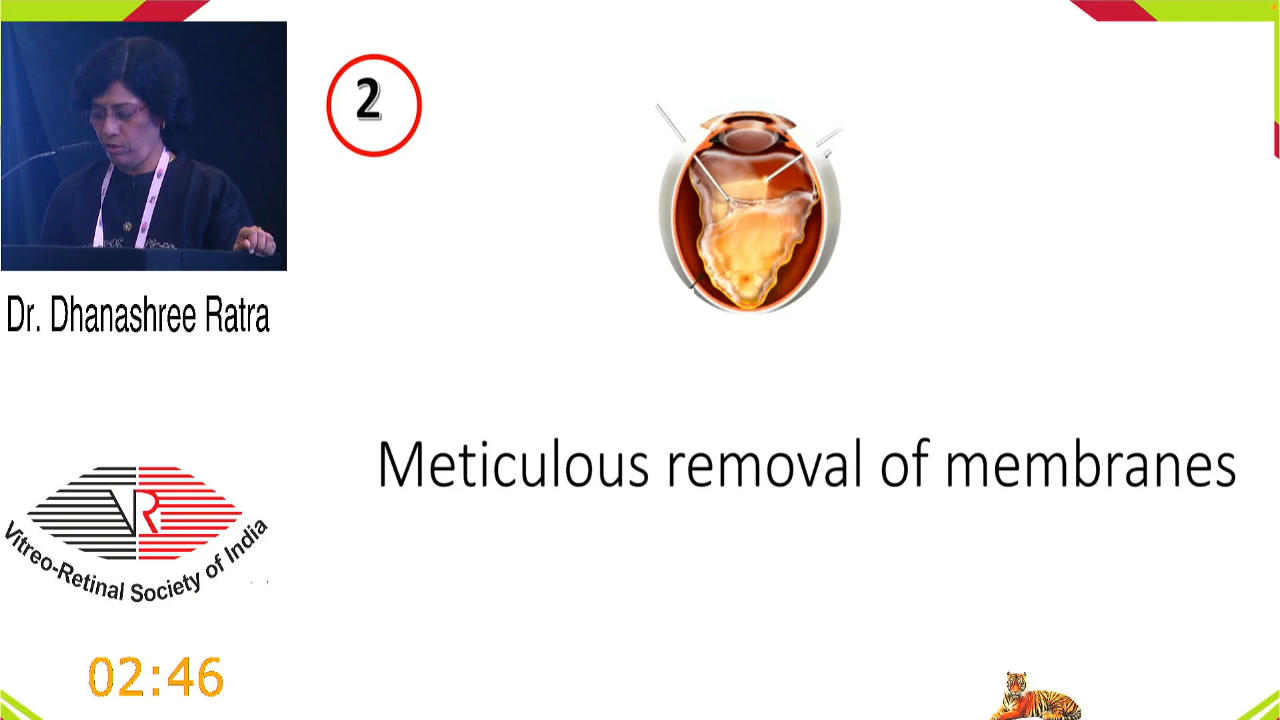 2
Dr. Dhanashree Ratra
Meticulous removal of membranes
VR
Vitreo-Retinal Society of India
02:46